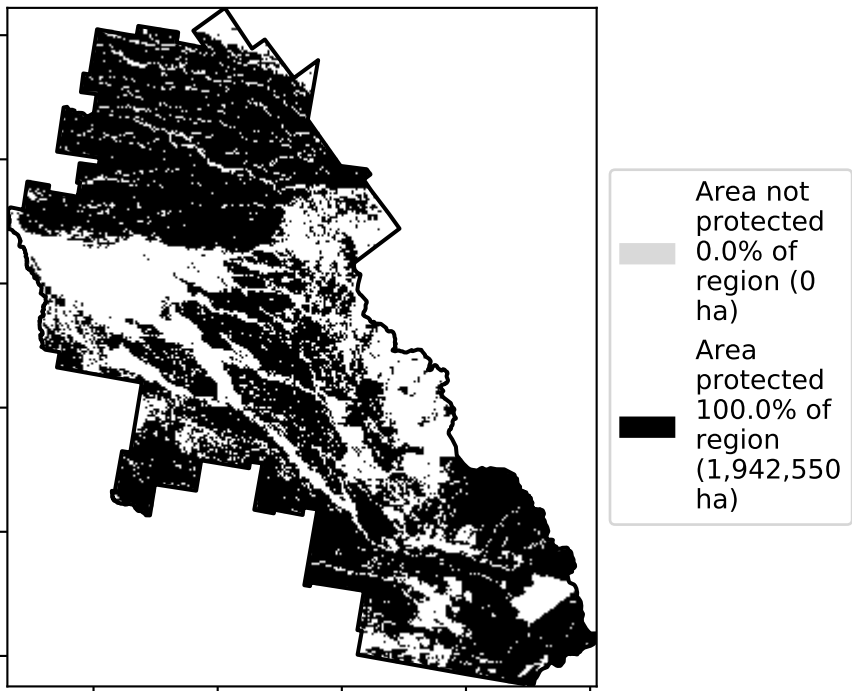 Area not
protected
0.0% of
region (0
ha)
Area
protected
100.0% of
region
(1,942,550
ha)